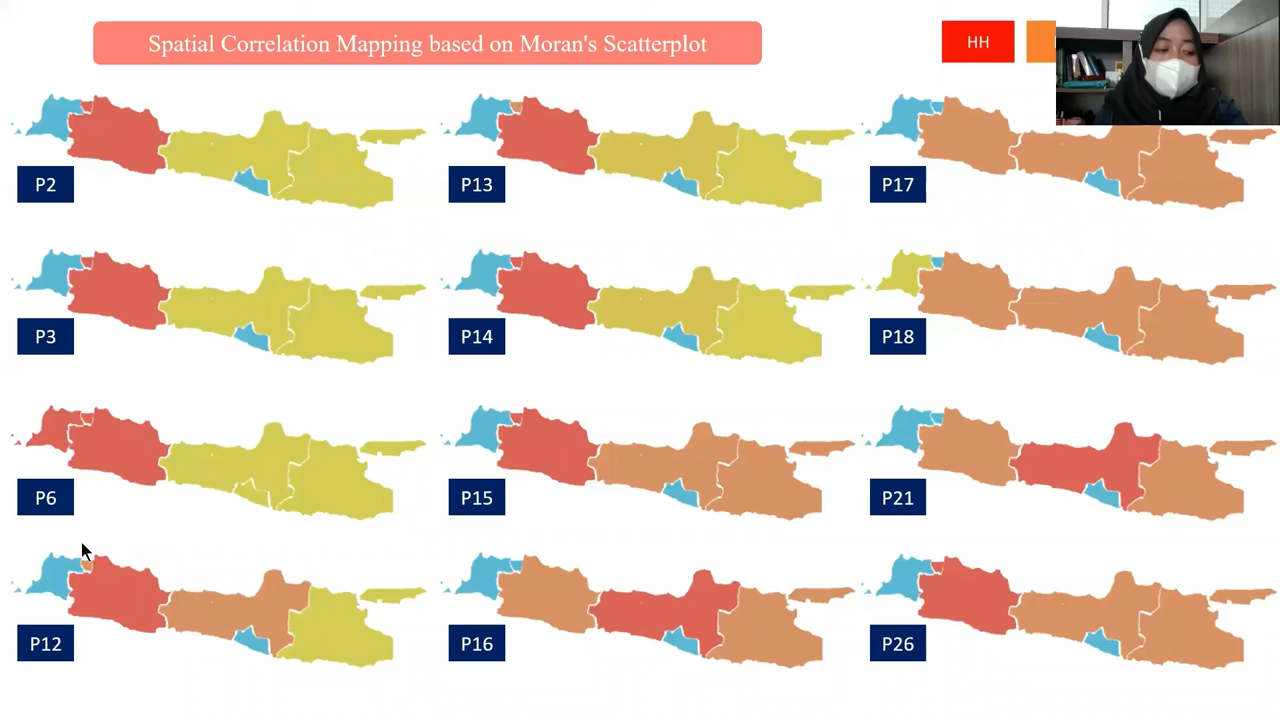 Spatial Correlation Mapping based on Moran's Scatterplot
HH
P2
P13
P17
P3
P14
P18
P6
P15
P21
P12
P16
P26